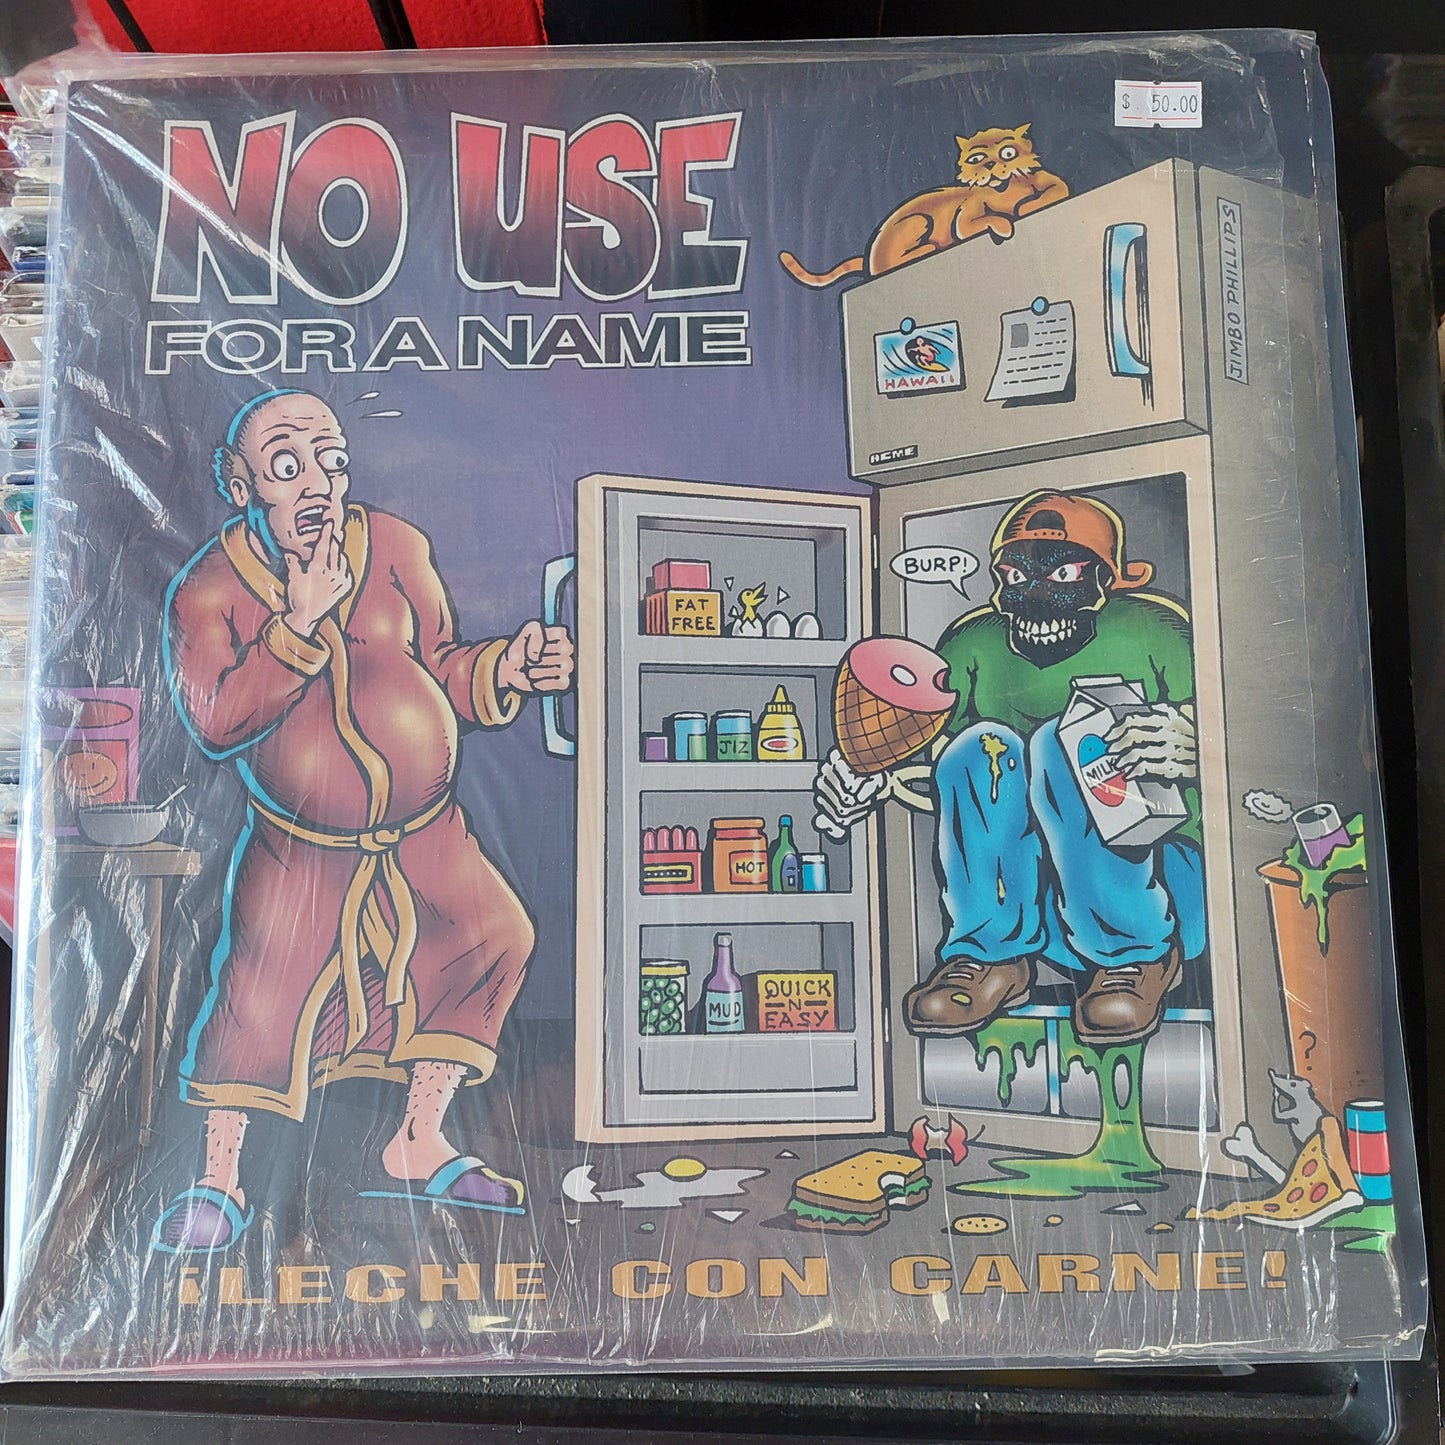 $ 50.00
NO USE
FOR A NAME
JIMBO PHILLIPS
HAWAII
ACME
BURP!
FAT
FREE
JIZ
MILK
HOT
MUD
QUICK
-N-
EASY
?
¡LECHE CON CARNE!